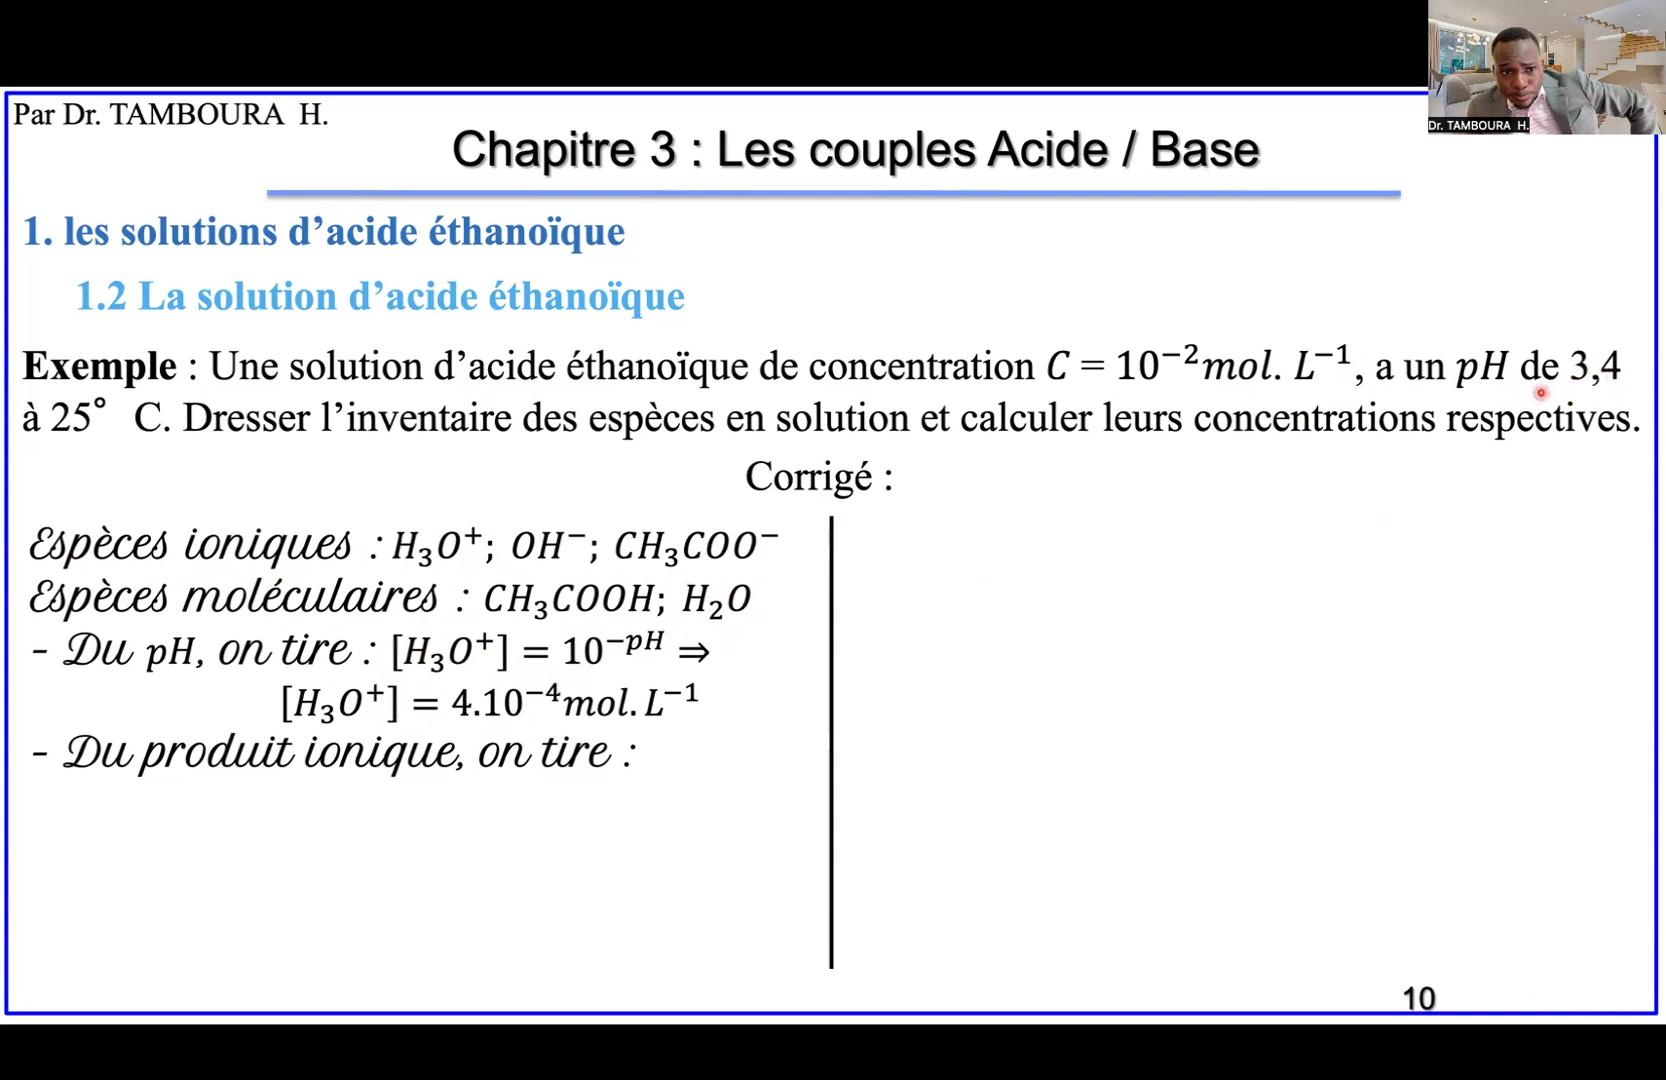 Par Dr. TAMBOURA H.
Dr. TAMBOURA H.
Chapitre 3 : Les couples Acide / Base
1. les solutions d’acide éthanoïque
1.2 La solution d’acide éthanoïque
Exemple : Une solution d’acide éthanoïque de concentration C = 10⁻²mol. L⁻¹, a un pH de 3,4
à 25° C. Dresser l’inventaire des espèces en solution et calculer leurs concentrations respectives.
Corrigé :
Espèces ioniques : H₃O⁺; OH⁻; CH₃COO⁻
Espèces moléculaires : CH₃COOH; H₂O
- Du pH, on tire : [H₃O⁺] = 10⁻ᵖᴴ ⇒
[H₃O⁺] = 4.10⁻⁴mol. L⁻¹
- Du produit ionique, on tire :
10